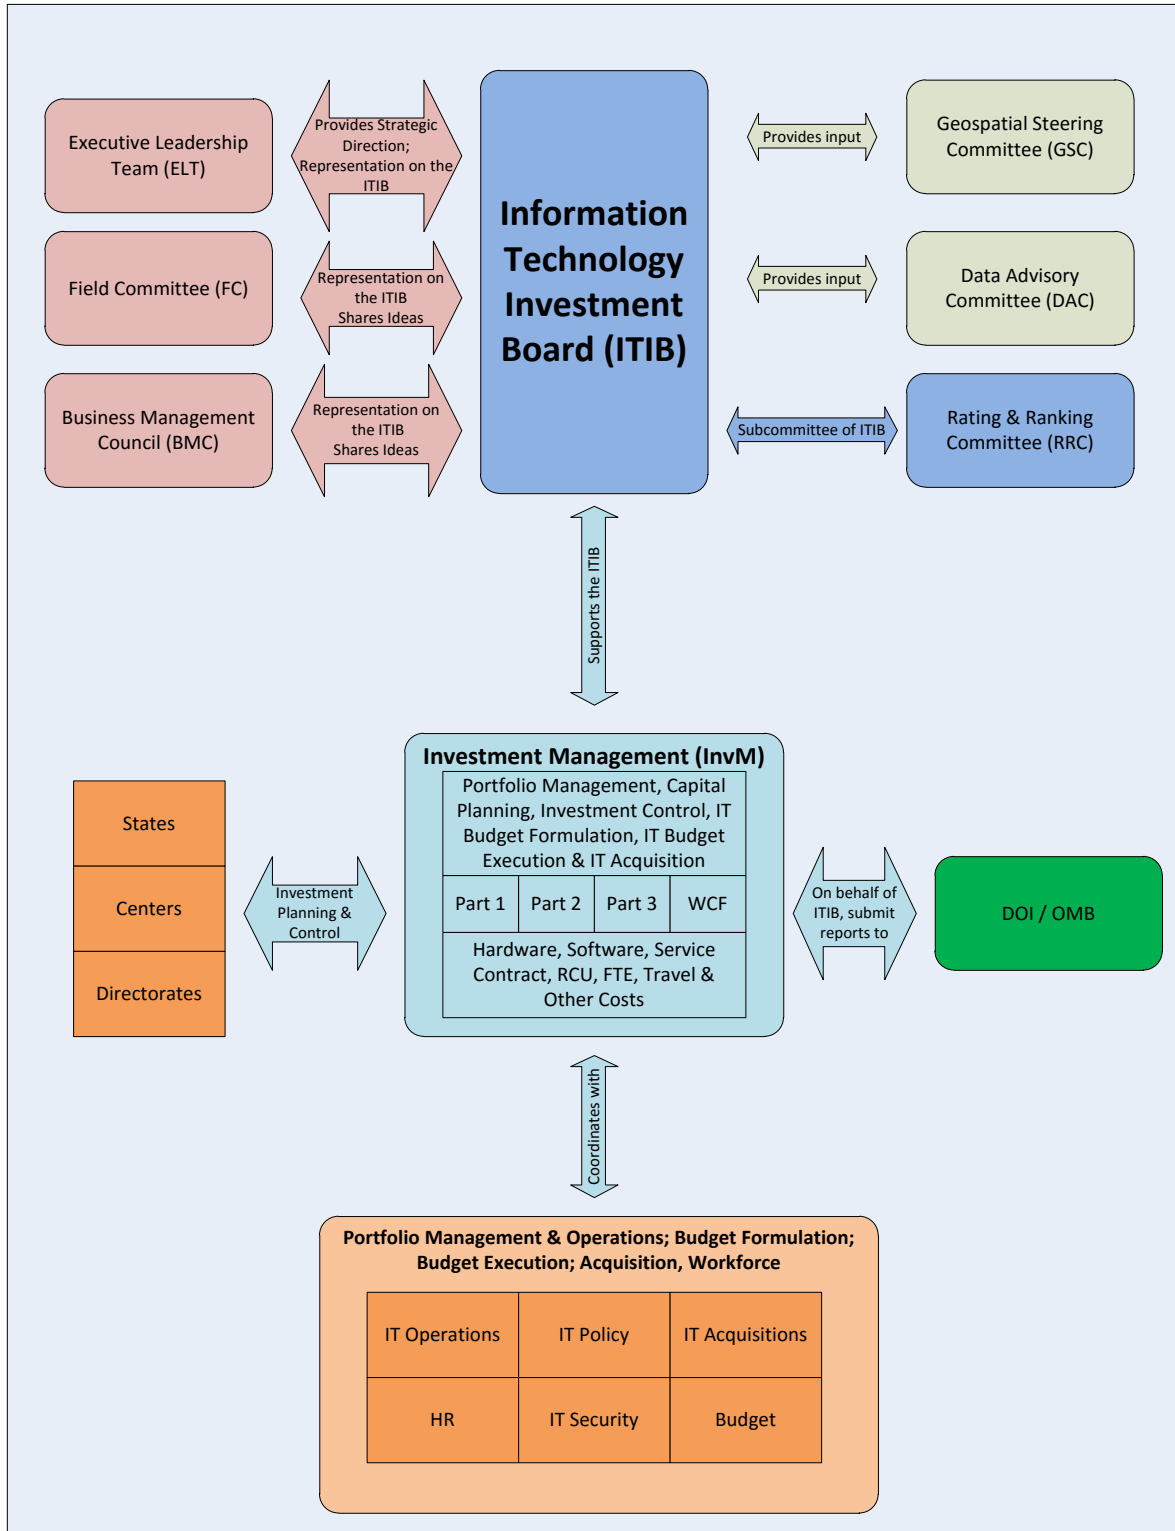 Executive Leadership
Team (ELT)
Provides Strategic
Direction;
Representation on the
ITIB
Information
Technology
Investment
Board (ITIB)
Provides input
Geospatial Steering
Committee (GSC)
Field Committee (FC)
Representation on
the ITIB
Shares Ideas
Provides input
Data Advisory
Committee (DAC)
Business Management
Council (BMC)
Representation on
the ITIB
Shares Ideas
Subcommittee of ITIB
Rating & Ranking
Committee (RRC)
Supports the ITIB
Investment Management (InvM)
Portfolio Management, Capital
Planning, Investment Control, IT
Budget Formulation, IT Budget
Execution & IT Acquisition
Part 1
Part 2
Part 3
WCF
Hardware, Software, Service
Contract, RCU, FTE, Travel &
Other Costs
States
Centers
Directorates
Investment
Planning &
Control
On behalf of
ITIB, submit
reports to
DOI / OMB
Coordinates with
Portfolio Management & Operations; Budget Formulation;
Budget Execution; Acquisition, Workforce
IT Operations
IT Policy
IT Acquisitions
HR
IT Security
Budget